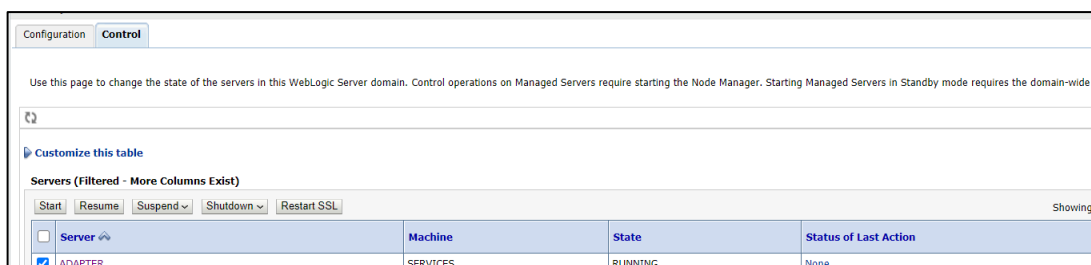 Configuration Control
Use this page to change the state of the servers in this WebLogic Server domain. Control operations on Managed Servers require starting the Node Manager. Starting Managed Servers in Standby mode requires the domain-wide
Customize this table
Servers (Filtered - More Columns Exist)
Start Resume Suspend Shutdown Restart SSL Showing
Server Machine State Status of Last Action
ADAPTER SERVICES RUNNING None